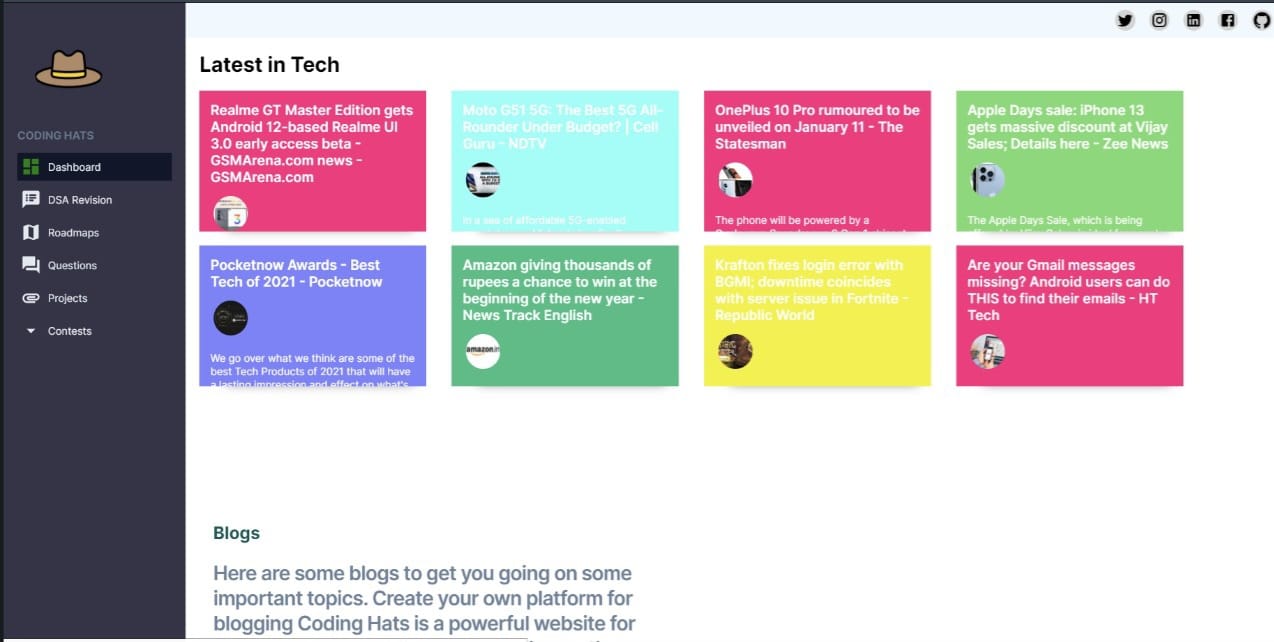 CODING HATS
Dashboard
DSA Revision
Roadmaps
Questions
Projects
Contests
Latest in Tech
Realme GT Master Edition gets
Android 12-based Realme UI
3.0 early access beta -
GSMArena.com news -
GSMArena.com
Moto G51 5G: The Best 5G All-
Rounder Under Budget? | Cell
Guru - NDTV
In a sea of affordable 5G-enabled
OnePlus 10 Pro rumoured to be
unveiled on January 11 - The
Statesman
The phone will be powered by a
Apple Days sale: iPhone 13
gets massive discount at Vijay
Sales; Details here - Zee News
The Apple Days Sale, which is being
Pocketnow Awards - Best
Tech of 2021 - Pocketnow
We go over what we think are some of the
best Tech Products of 2021 that will have
a lasting impression and effect on what's
Amazon giving thousands of
rupees a chance to win at the
beginning of the new year -
News Track English
amazon.in
Krafton fixes login error with
BGMI; downtime coincides
with server issue in Fortnite -
Republic World
Are your Gmail messages
missing? Android users can do
THIS to find their emails - HT
Tech
Blogs
Here are some blogs to get you going on some
important topics. Create your own platform for
blogging Coding Hats is a powerful website for